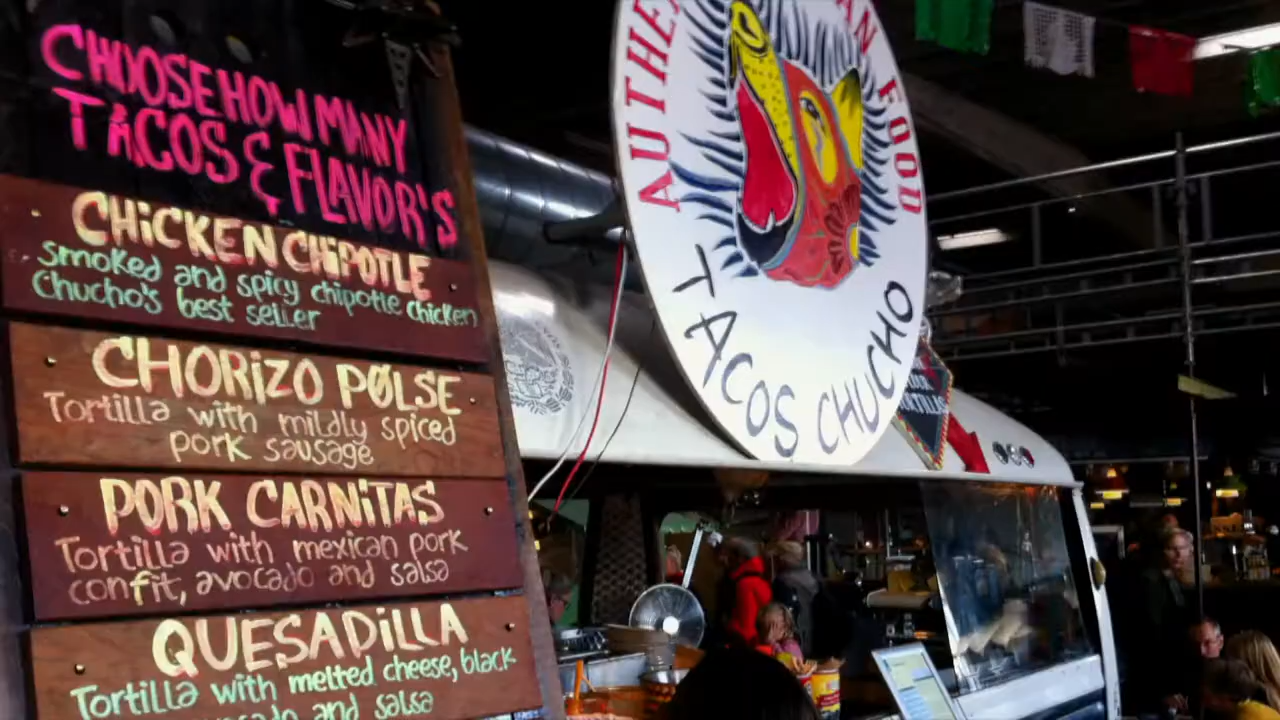 CHOOSE HOW MANY
TACOS & FLAVOR'S
CHiCKEN CHiPOTLE
Smoked and spicy chipotle chicken
Chucho's best seller
CHORiZO PØLSE
Tortilla with mildly spiced
pork sausage
PORK CARNiTAS
Tortilla with mexican pork
confit, avocado and salsa
QUESADiLLA
Tortilla with melted cheese, black
avocado and salsa
FOOD
TACOS CHUCHO